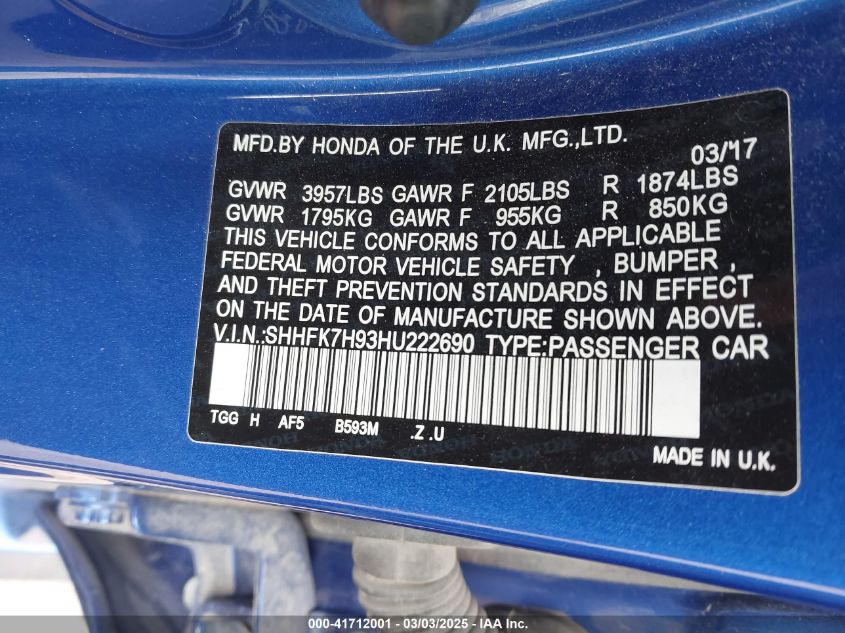 MFD.BY HONDA OF THE U.K. MFG.,LTD.
03/'17
GVWR 3957LBS GAWR F 2105LBS R 1874LBS
GVWR 1795KG GAWR F 955KG R 850KG
THIS VEHICLE CONFORMS TO ALL APPLICABLE
FEDERAL MOTOR VEHICLE SAFETY , BUMPER ,
AND THEFT PREVENTION STANDARDS IN EFFECT
ON THE DATE OF MANUFACTURE SHOWN ABOVE.
V.I.N.:SHHFK7H93HU222690 TYPE:PASSENGER CAR
TGG H AF5 B593M .Z .U
MADE IN U.K.
000-41712001 - 03/03/2025 - IAAI.COM